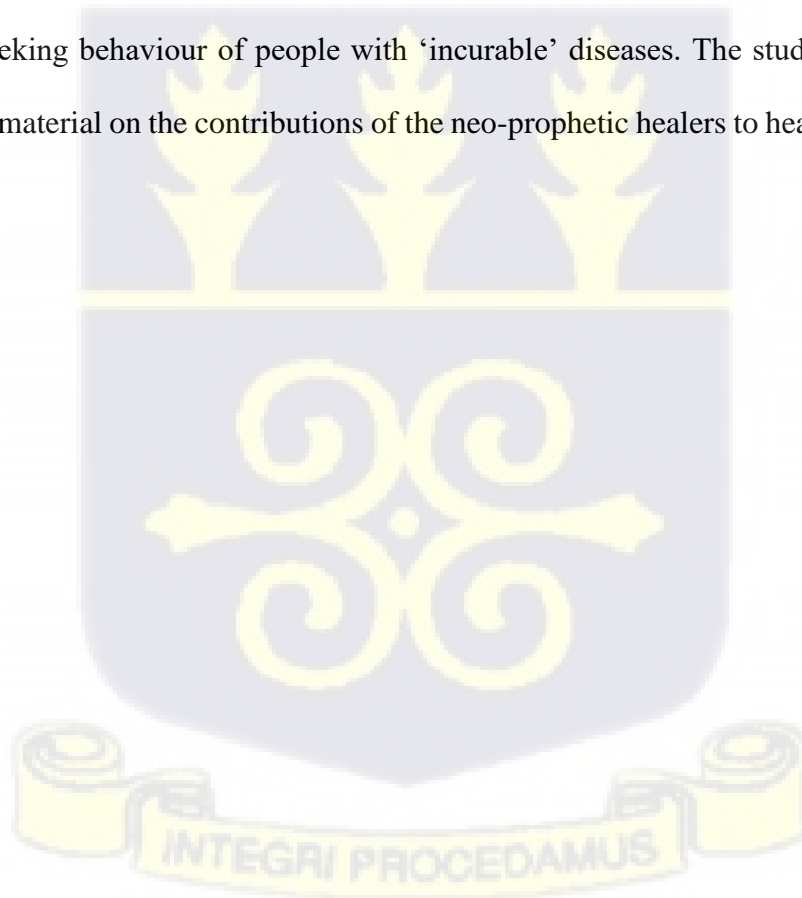 eeking behaviour of people with ‘incurable’ diseases. The stud
material on the contributions of the neo-prophetic healers to hea
INTEGRI PROCEDAMUS